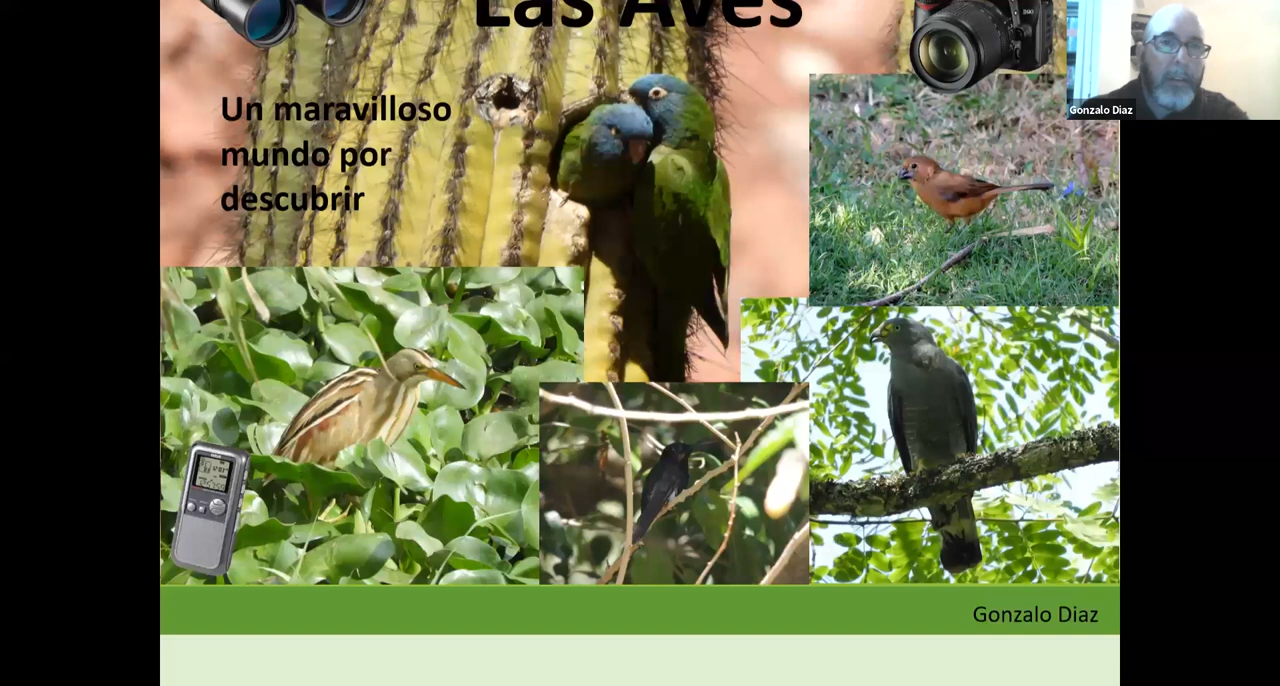 Las Aves
Un maravilloso
mundo por
descubrir
Gonzalo Diaz
Gonzalo Diaz